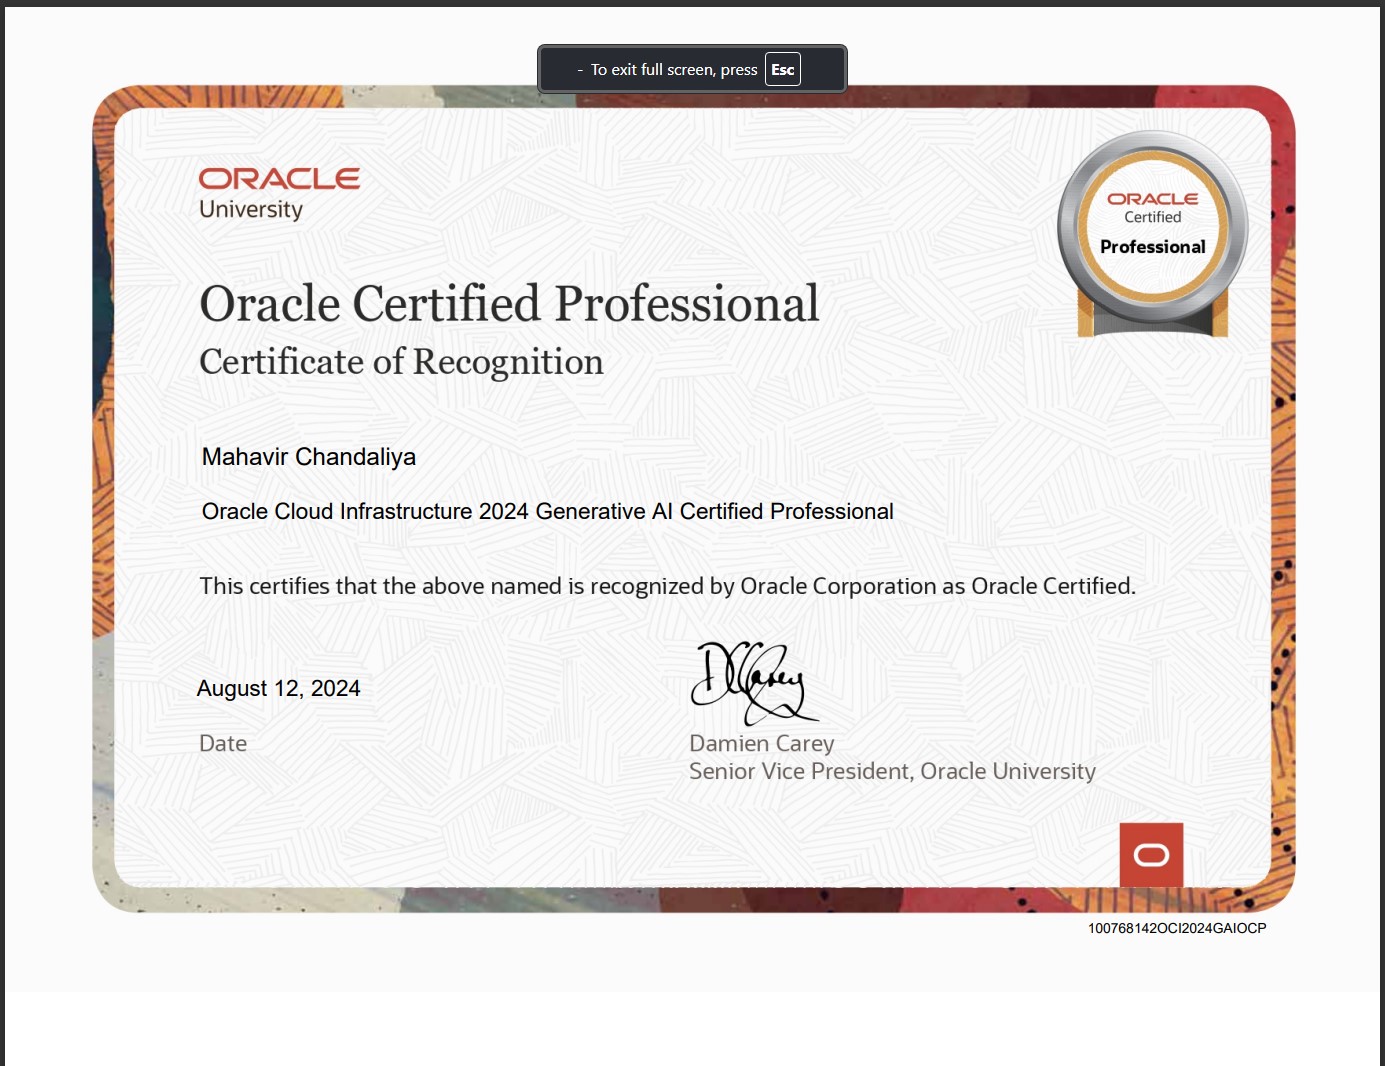 - To exit full screen, press Esc
ORACLE
University
ORACLE
Certified
Professional
Oracle Certified Professional
Certificate of Recognition
Mahavir Chandaliya
Oracle Cloud Infrastructure 2024 Generative AI Certified Professional
This certifies that the above named is recognized by Oracle Corporation as Oracle Certified.
August 12, 2024
Date
Damien Carey
Senior Vice President, Oracle University
100768142OCI2024GAIOCP